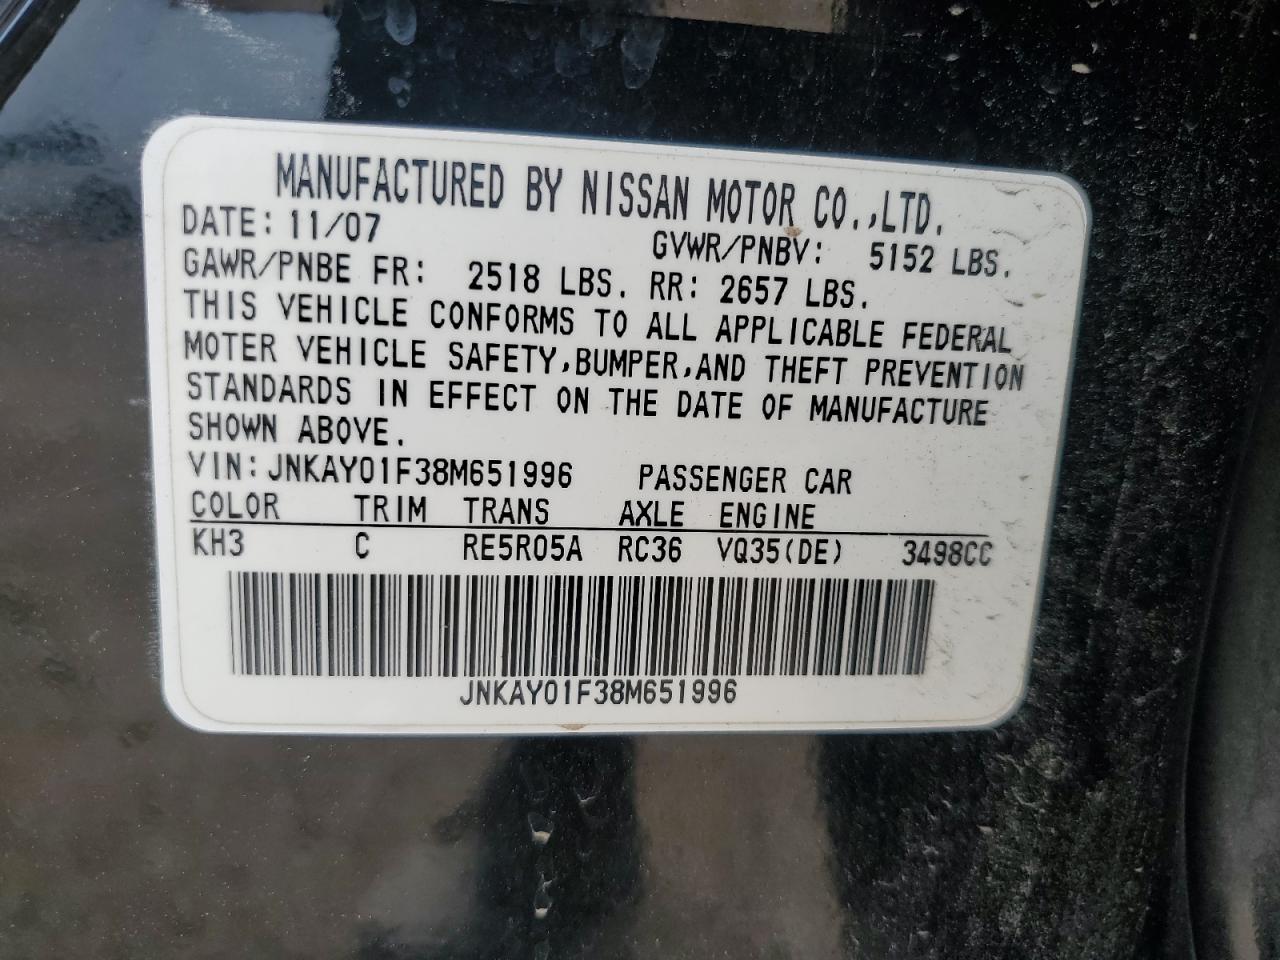 MANUFACTURED BY NISSAN MOTOR CO.,LTD.
DATE: 11/07 GVWR/PNBV: 5152 LBS.
GAWR/PNBE FR: 2518 LBS. RR: 2657 LBS.
THIS VEHICLE CONFORMS TO ALL APPLICABLE FEDERAL
MOTER VEHICLE SAFETY,BUMPER,AND THEFT PREVENTION
STANDARDS IN EFFECT ON THE DATE OF MANUFACTURE
SHOWN ABOVE.
VIN: JNKAY01F38M651996 PASSENGER CAR
COLOR TRIM TRANS AXLE ENGINE
KH3 C RE5R05A RC36 VQ35(DE) 3498CC
JNKAY01F38M651996